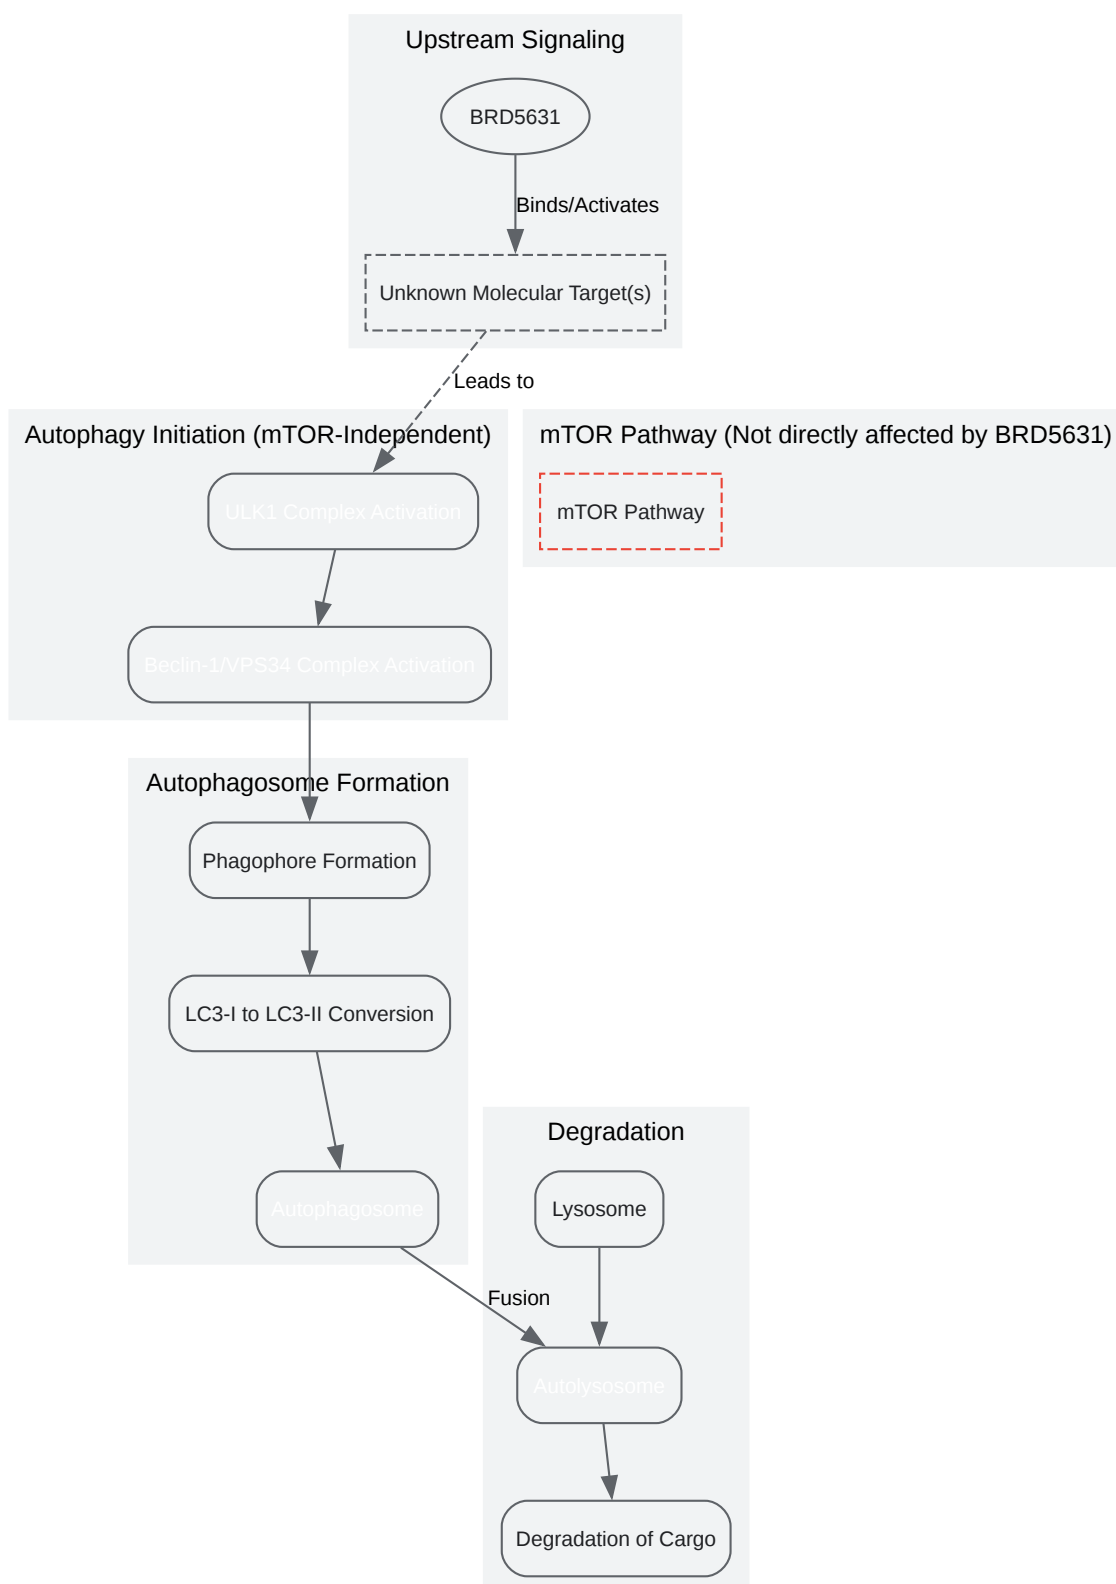 Upstream Signaling
BRD5631
Binds/Activates
Unknown Molecular Target(s)
Leads to
Autophagy Initiation (mTOR-Independent)
ULK1 Complex Activation
Beclin-1/VPS34 Complex Activation
mTOR Pathway (Not directly affected by BRD5631)
mTOR Pathway
Autophagosome Formation
Phagophore Formation
LC3-I to LC3-II Conversion
Autophagosome
Fusion
Degradation
Lysosome
Autolysosome
Degradation of Cargo